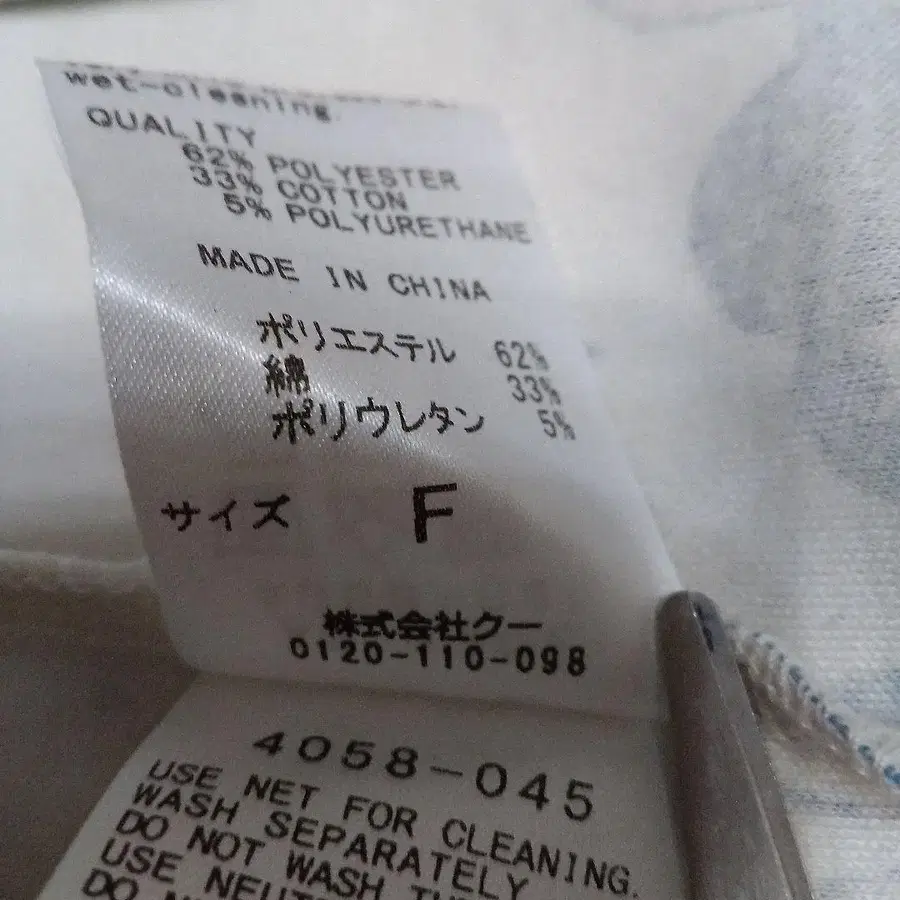 wet-cleaning.
QUALITY
62% POLYESTER
33% COTTON
5% POLYURETHANE
MADE IN CHINA
ポリエステル 62%
綿 33%
ポリウレタン 5%
サイズ F
株式会社クー
0120-110-098
4058-045
USE NET FOR CLEANING.
WASH SEPARATELY
DO NOT WASH
USE
DO